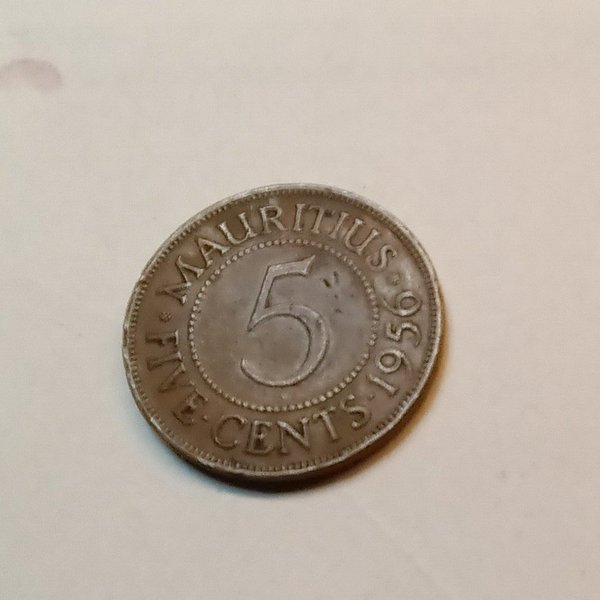 MAURITIUS · 1956
FIVE · CENTS
5